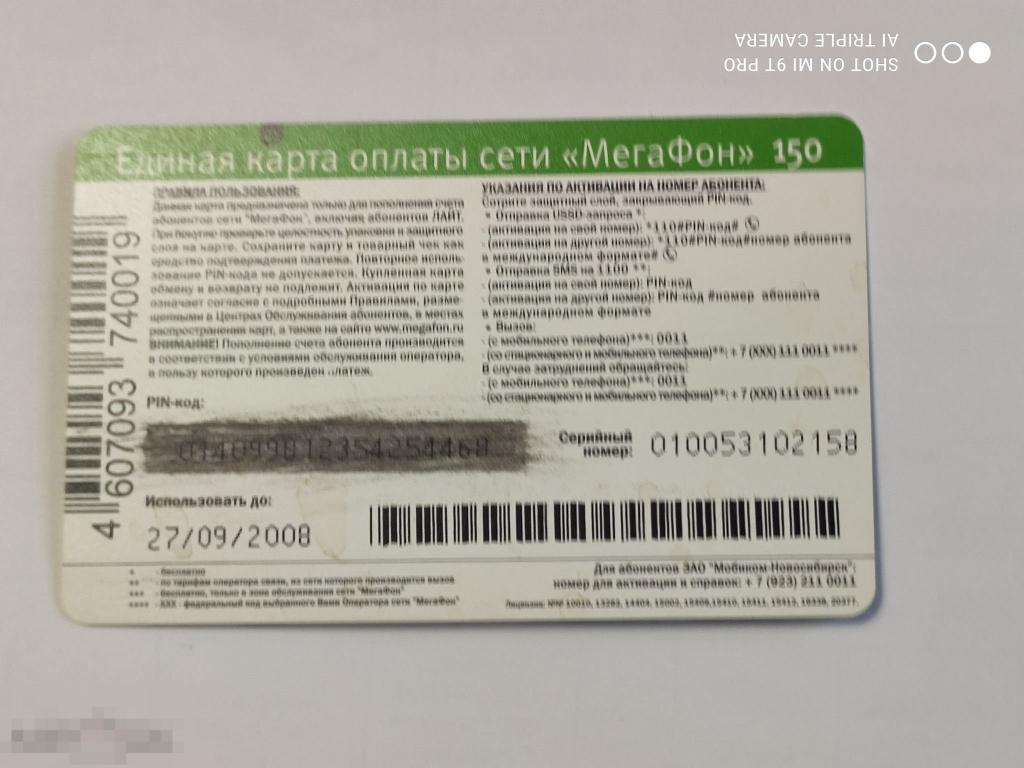 SHOT ON MI 9T PRO
AI TRIPLE CAMERA
Единая карта оплаты сети «МегаФон» 150
ПРАВИЛА ПОЛЬЗОВАНИЯ:
Данная карта предназначена только для пополнения счета
абонентов сети "МегаФон", включая абонентов ЛАЙТ.
При покупке проверьте целостность упаковки и защитного
слоя на карте. Сохраните карту и товарный чек как
средство подтверждения платежа. Повторное исполь-
зование PIN-кода не допускается. Купленная карта
обмену и возврату не подлежит. Активация по карте
означает согласие с подробными Правилами, разме-
щенными в Центрах Обслуживания абонентов, в местах
распространения карт, а также на сайте www.megafon.ru
ВНИМАНИЕ! Пополнение счета абонента производится
в соответствии с условиями обслуживания оператора,
в пользу которого произведен платеж.
УКАЗАНИЯ ПО АКТИВАЦИИ НА НОМЕР АБОНЕНТА:
Сотрите защитный слой, закрывающий PIN-код.
• Отправка USSD-запроса *:
- (активация на свой номер): *110#PIN-код#
- (активация на другой номер): *110#PIN-код#номер абонента
в международном формате#
• Отправка SMS на 1100 **:
- (активация на свой номер): PIN-код
- (активация на другой номер): PIN-код #номер абонента
в международном формате
• Вызов:
- (с мобильного телефона)***: 0011
- (со стационарного и мобильного телефона)**: + 7 (XXX) 111 0011 ****
В случае затруднений обращайтесь:
- (с мобильного телефона)***: 0011
- (со стационарного и мобильного телефона)**: + 7 (XXX) 111 0011 ****
PIN-код:
01409981235425446 8
Серийный
номер: 010053102158
Использовать до:
27/09/2008
4 607093 740019
* - бесплатно
** - по тарифам оператора связи, из сети которого производится вызов
*** - бесплатно, только в зоне обслуживания сети "МегаФон"
**** - XXX - федеральный код выбранного Вами Оператора сети "МегаФон"
Для абонентов ЗАО "Мобиком Новосибирск":
номер для активации и справок: + 7 (923) 211 0011